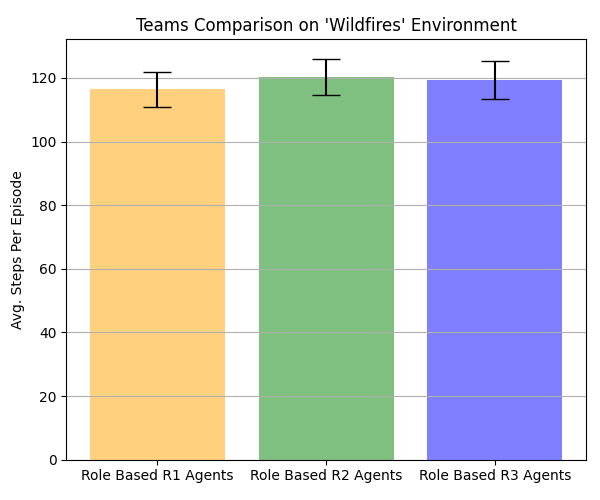 Teams Comparison on 'Wildfires' Environment
Avg. Steps Per Episode
120
100
80
60
40
20
0
Role Based R1 Agents
Role Based R2 Agents
Role Based R3 Agents